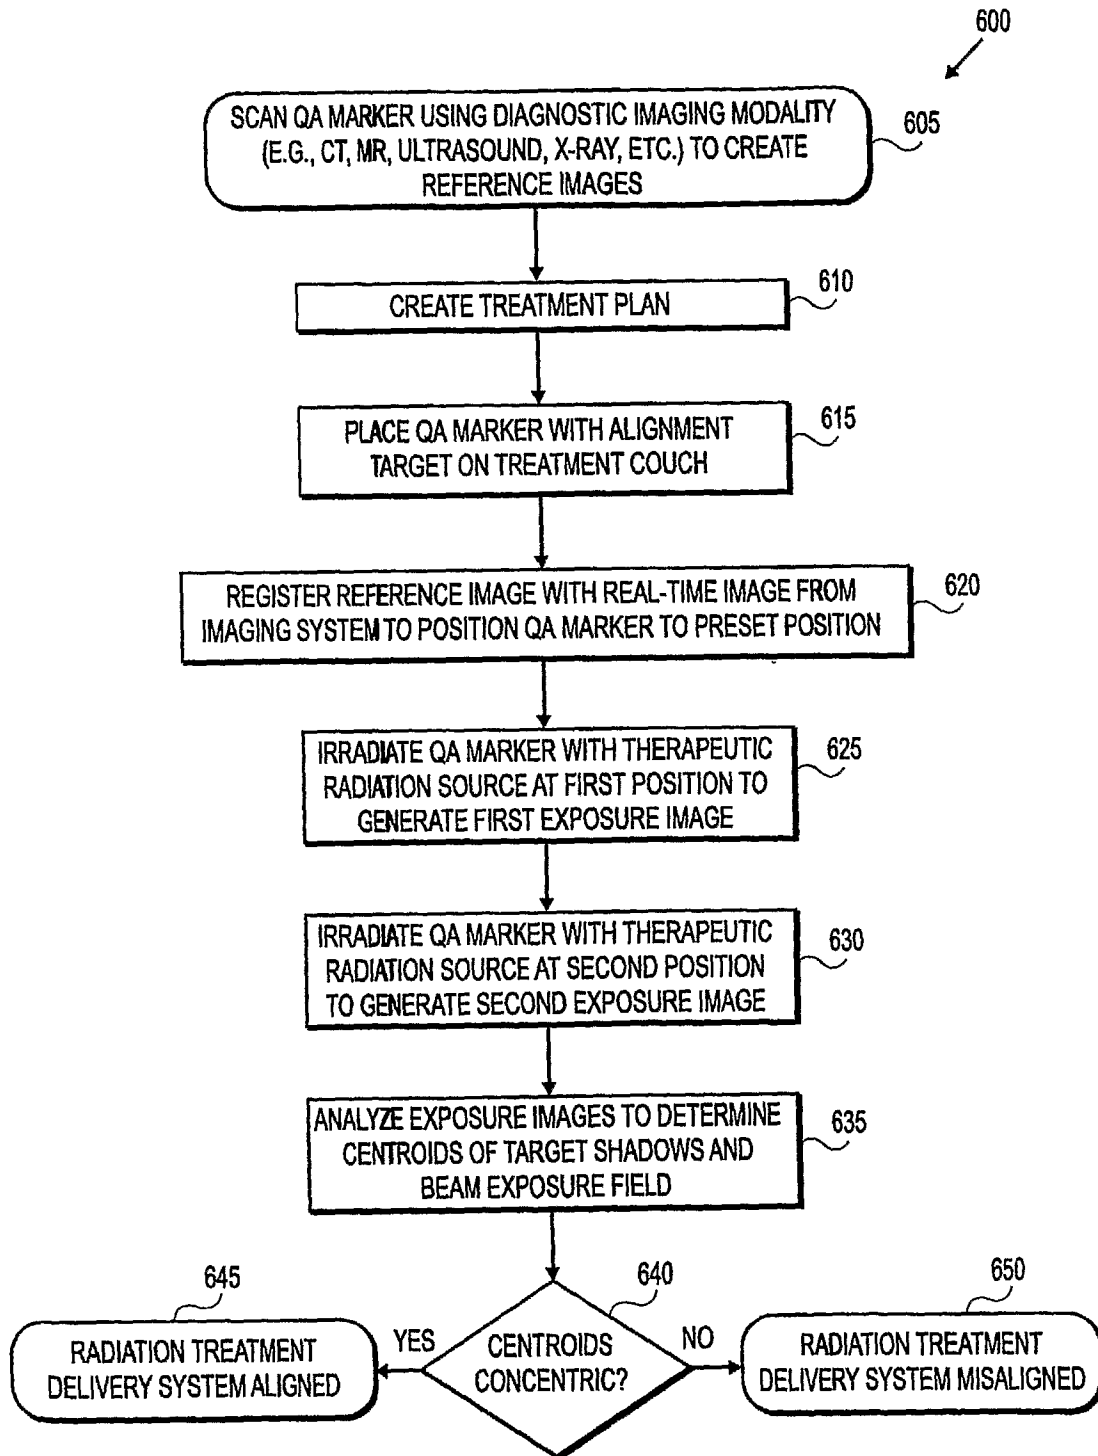 600
SCAN QA MARKER USING DIAGNOSTIC IMAGING MODALITY
(E.G., CT, MR, ULTRASOUND, X-RAY, ETC.) TO CREATE
REFERENCE IMAGES
605
CREATE TREATMENT PLAN
610
PLACE QA MARKER WITH ALIGNMENT
TARGET ON TREATMENT COUCH
615
REGISTER REFERENCE IMAGE WITH REAL-TIME IMAGE FROM
IMAGING SYSTEM TO POSITION QA MARKER TO PRESET POSITION
620
IRRADIATE QA MARKER WITH THERAPEUTIC
RADIATION SOURCE AT FIRST POSITION TO
GENERATE FIRST EXPOSURE IMAGE
625
IRRADIATE QA MARKER WITH THERAPEUTIC
RADIATION SOURCE AT SECOND POSITION
TO GENERATE SECOND EXPOSURE IMAGE
630
ANALYZE EXPOSURE IMAGES TO DETERMINE
CENTROIDS OF TARGET SHADOWS AND
BEAM EXPOSURE FIELD
635
CENTROIDS
CONCENTRIC?
640
YES
NO
645
RADIATION TREATMENT
DELIVERY SYSTEM ALIGNED
650
RADIATION TREATMENT
DELIVERY SYSTEM MISALIGNED